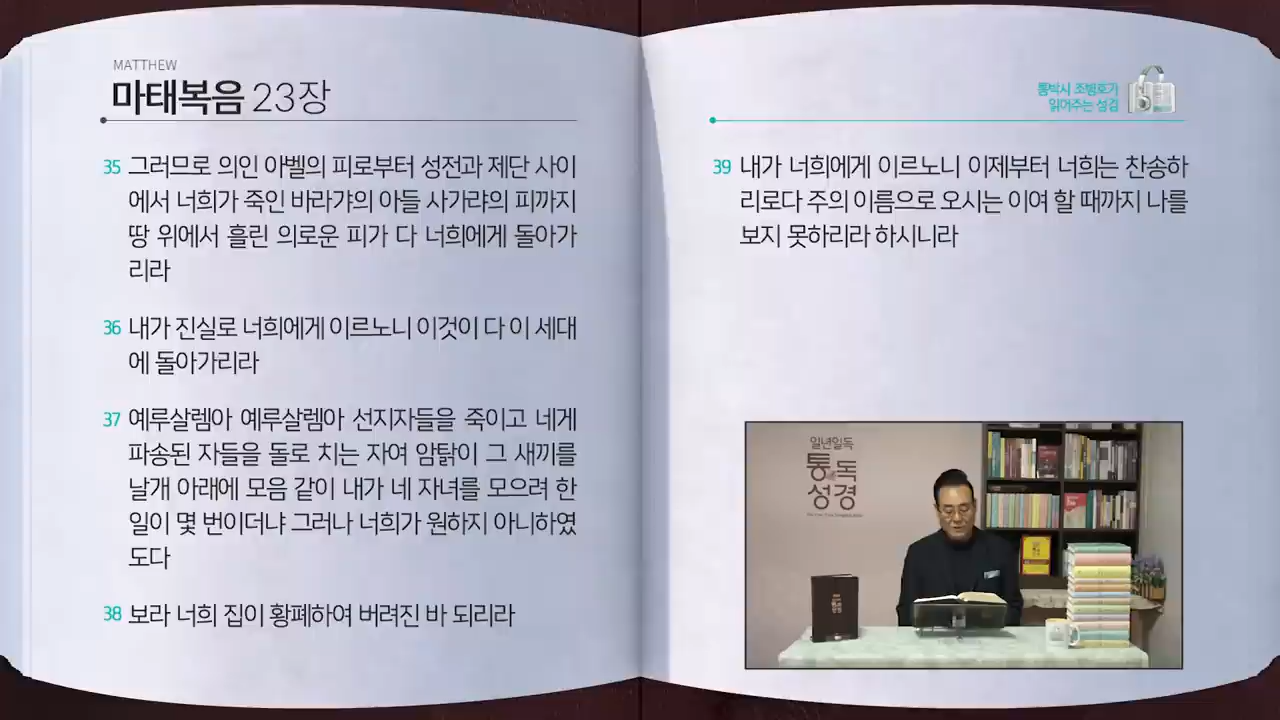 MATTHEW
마태복음 23장
35 그러므로 의인 아벨의 피로부터 성전과 제단 사이
에서 너희가 죽인 바라갸의 아들 사가랴의 피까지
땅 위에서 흘린 의로운 피가 다 너희에게 돌아가
리라
36 내가 진실로 너희에게 이르노니 이것이 다 이 세대
에 돌아가리라
37 예루살렘아 예루살렘아 선지자들을 죽이고 네게
파송된 자들을 돌로 치는 자여 암탉이 그 새끼를
날개 아래에 모음 같이 내가 네 자녀를 모으려 한
일이 몇 번이더냐 그러나 너희가 원하지 아니하였
도다
38 보라 너희 집이 황폐하여 버려진 바 되리라
통박사 조병호가
읽어주는 성경
39 내가 너희에게 이르노니 이제부터 너희는 찬송하
리로다 주의 이름으로 오시는 이여 할 때까지 나를
보지 못하리라 하시니라
일년일독
통독
성경